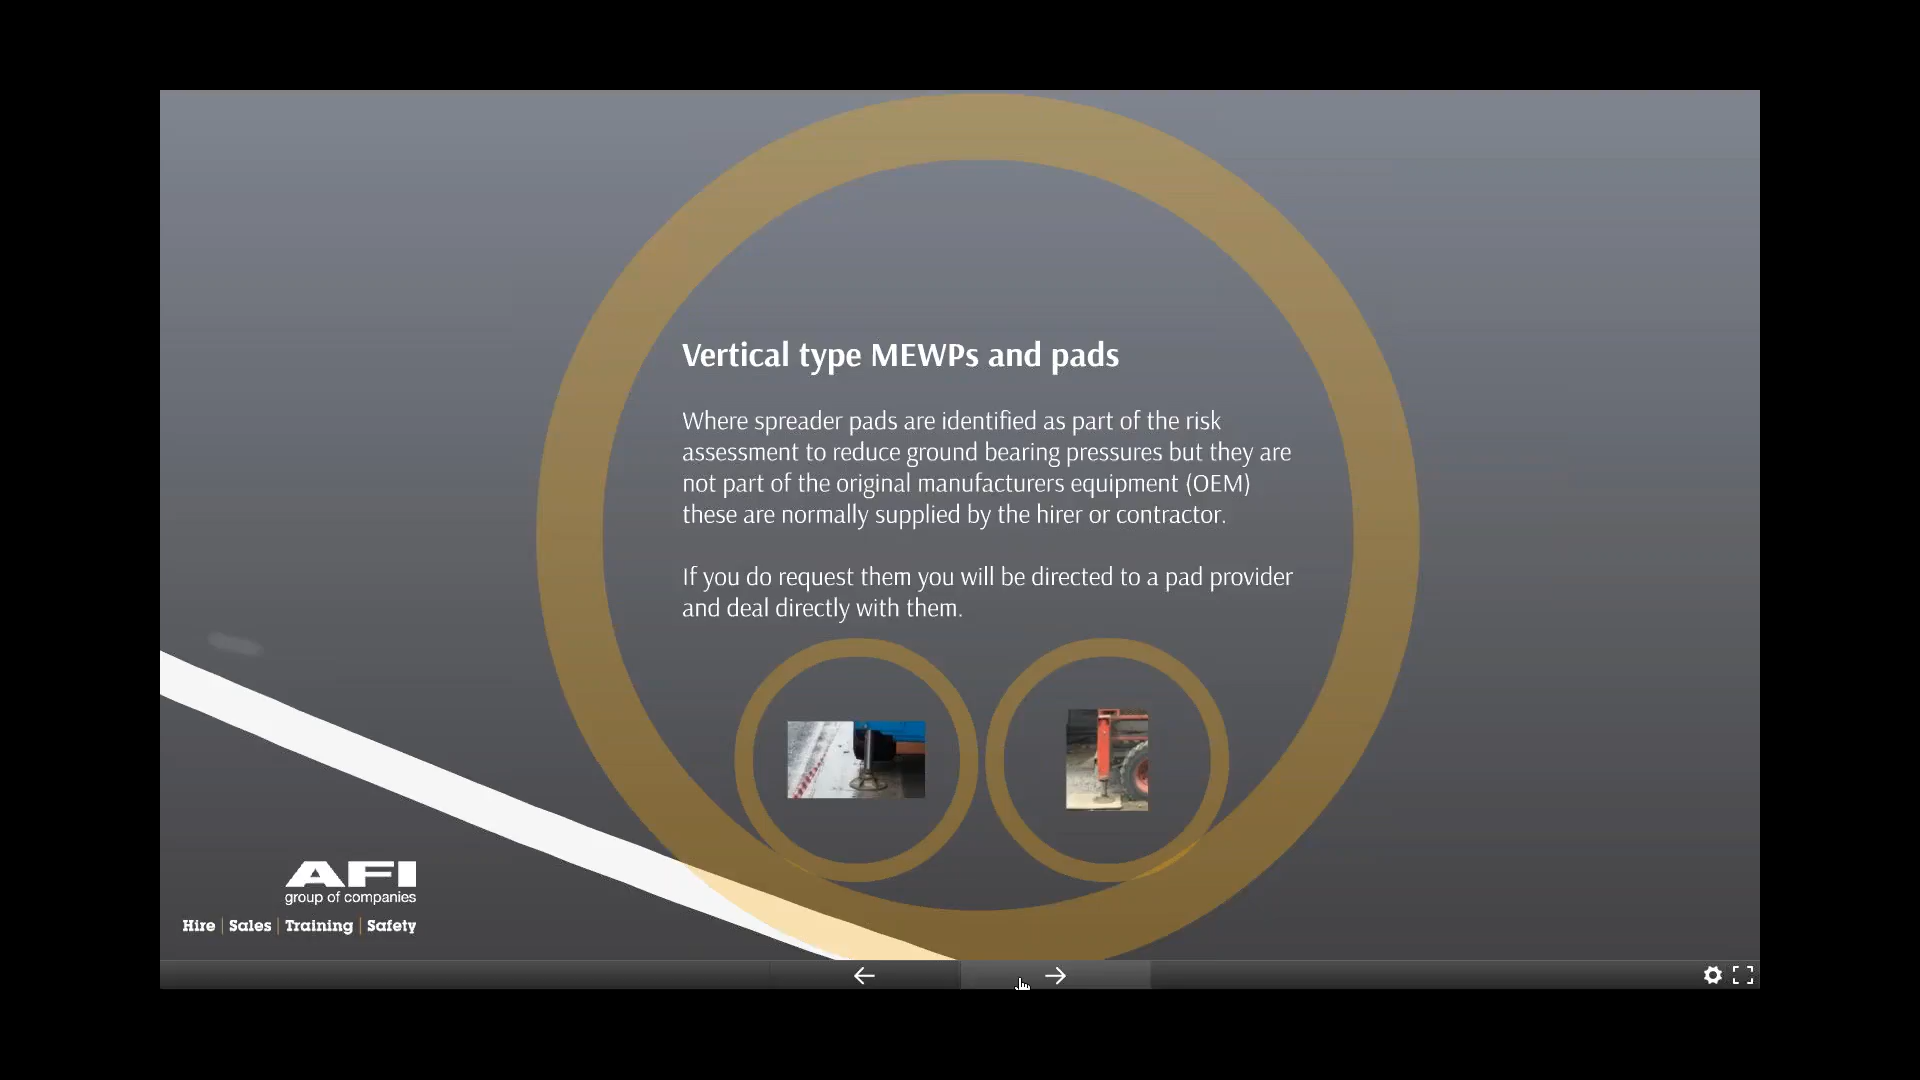 Vertical type MEWPs and pads
Where spreader pads are identified as part of the risk
assessment to reduce ground bearing pressures but they are
not part of the original manufacturers equipment (OEM)
these are normally supplied by the hirer or contractor.
If you do request them you will be directed to a pad provider
and deal directly with them.
AFI
group of companies
Hire | Sales | Training | Safety